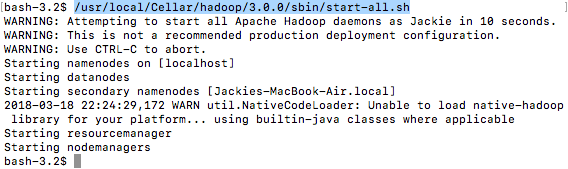 [bash-3.2$ /usr/local/Cellar/hadoop/3.0.0/sbin/start-all.sh ]
WARNING: Attempting to start all Apache Hadoop daemons as Jackie in 10 seconds.
WARNING: This is not a recommended production deployment configuration.
WARNING: Use CTRL-C to abort.
Starting namenodes on [localhost]
Starting datanodes
Starting secondary namenodes [Jackies-MacBook-Air.local]
2018-03-18 22:24:29,172 WARN util.NativeCodeLoader: Unable to load native-hadoop
 library for your platform... using builtin-java classes where applicable
Starting resourcemanager
Starting nodemanagers
bash-3.2$